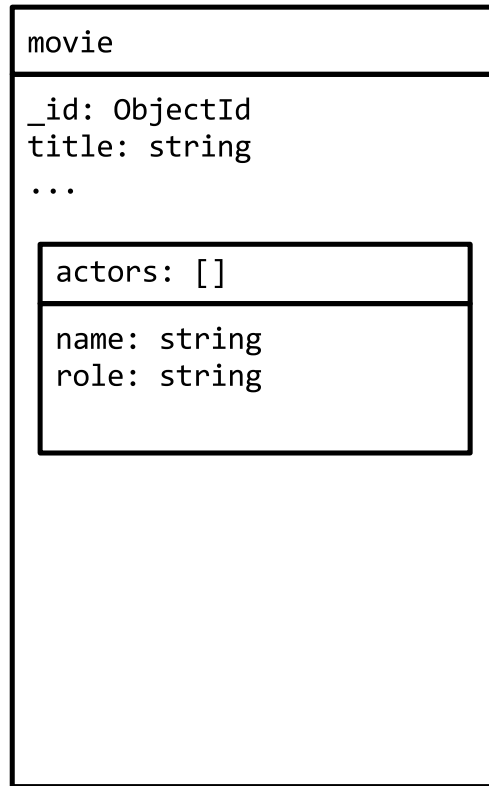 movie
_id: ObjectId
title: string
...
actors: []
name: string
role: string